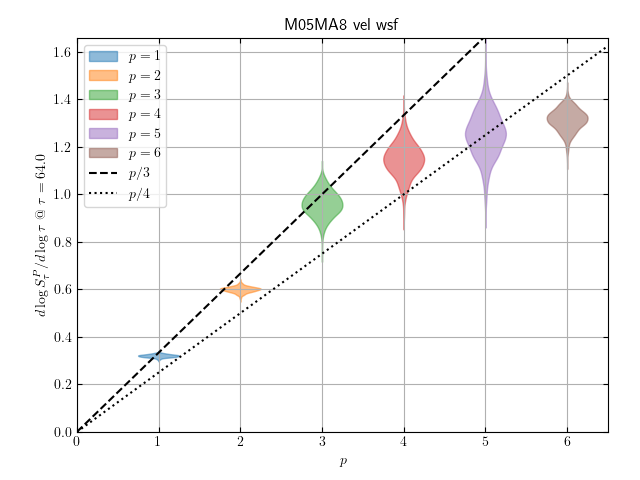 M05MA8 vel wsf
d log S_τ^P / d log τ @ τ = 64.0
1.6
1.4
1.2
1.0
0.8
0.6
0.4
0.2
0.0
p = 1
p = 2
p = 3
p = 4
p = 5
p = 6
p/3
p/4
0 1 2 3 4 5 6
p